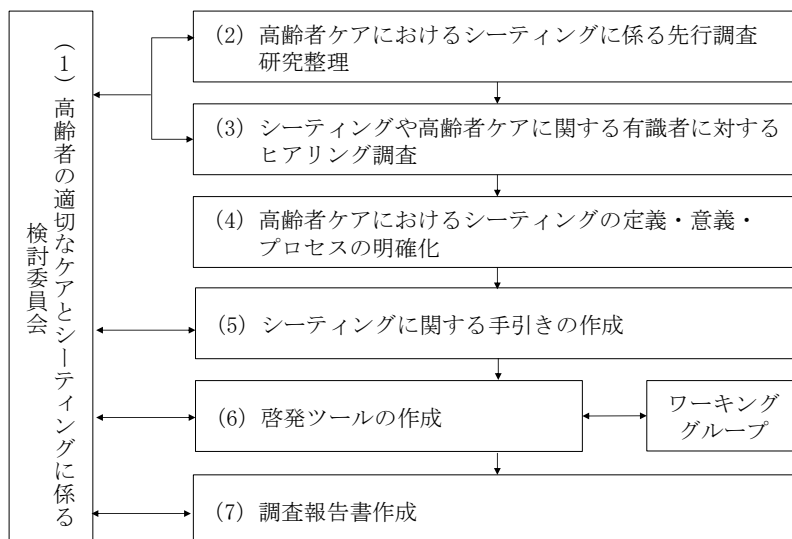 (1)高齢者の適切なケアとシーティングに係る
検討委員会
(2) 高齢者ケアにおけるシーティングに係る先行調査
研究整理
(3) シーティングや高齢者ケアに関する有識者に対する
ヒアリング調査
(4) 高齢者ケアにおけるシーティングの定義・意義・
プロセスの明確化
(5) シーティングに関する手引きの作成
(6) 啓発ツールの作成
ワーキング
グループ
(7) 調査報告書作成